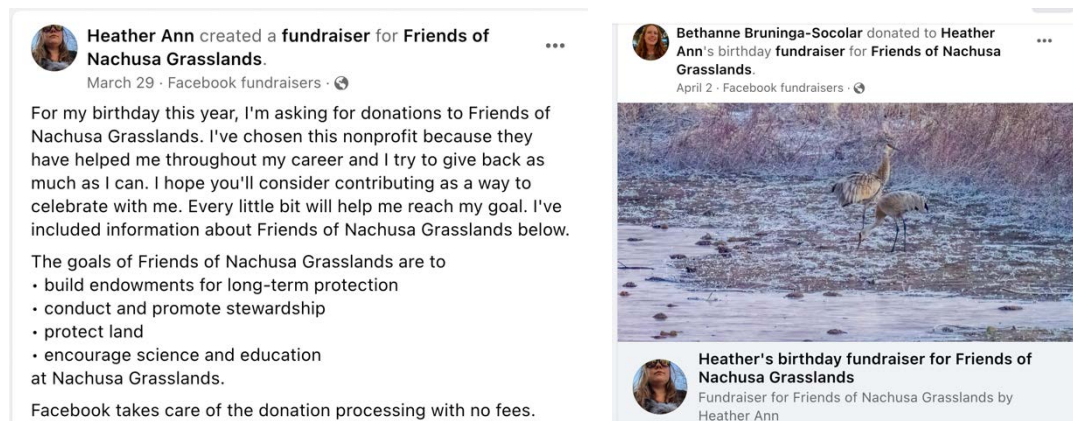 Heather Ann created a fundraiser for Friends of
Nachusa Grasslands.
March 29 · Facebook fundraisers ·
For my birthday this year, I'm asking for donations to Friends of
Nachusa Grasslands. I've chosen this nonprofit because they
have helped me throughout my career and I try to give back as
much as I can. I hope you'll consider contributing as a way to
celebrate with me. Every little bit will help me reach my goal. I've
included information about Friends of Nachusa Grasslands below.
The goals of Friends of Nachusa Grasslands are to
• build endowments for long-term protection
• conduct and promote stewardship
• protect land
• encourage science and education
at Nachusa Grasslands.
Facebook takes care of the donation processing with no fees.
Bethanne Bruninga-Socolar donated to Heather
Ann's birthday fundraiser for Friends of Nachusa
Grasslands.
April 2 · Facebook fundraisers ·
Heather's birthday fundraiser for Friends of
Nachusa Grasslands
Fundraiser for Friends of Nachusa Grasslands by
Heather Ann